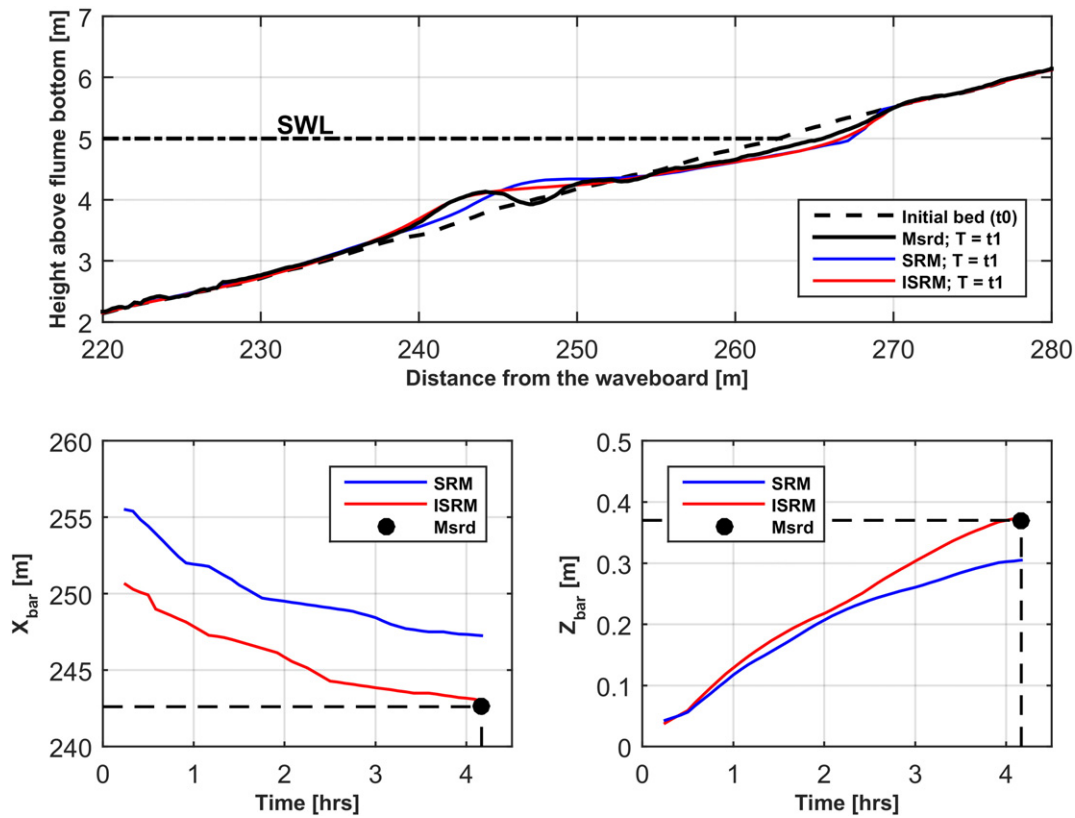 Height above flume bottom [m]
7
6
5
4
3
2
SWL
Initial bed (t0)
Msrd; T = t1
SRM; T = t1
ISRM; T = t1
220 230 240 250 260 270 280
Distance from the waveboard [m]
X_bar [m]
260
255
250
245
240
SRM
ISRM
Msrd
0 1 2 3 4
Time [hrs]
Z_bar [m]
0.5
0.4
0.3
0.2
0.1
0
SRM
ISRM
Msrd
0 1 2 3 4
Time [hrs]